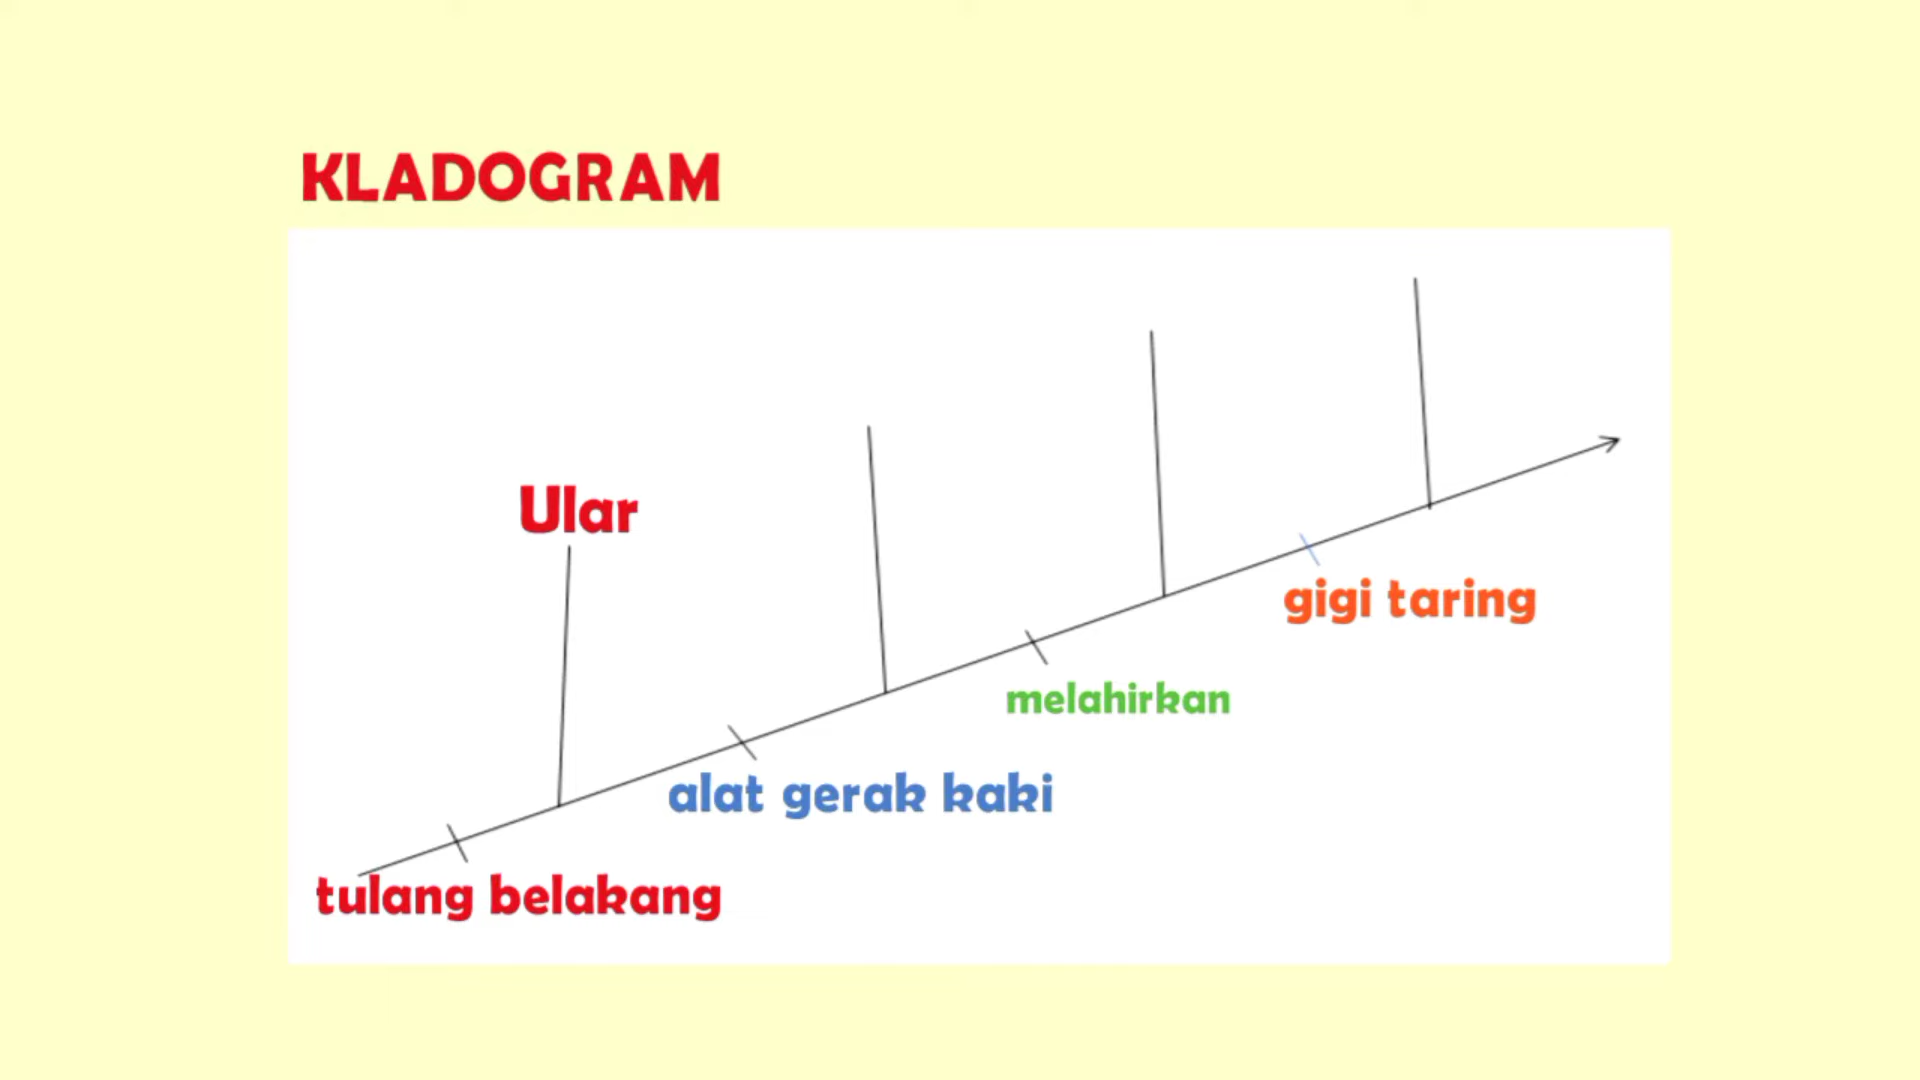 KLADOGRAM
Ular
gigi taring
melahirkan
alat gerak kaki
tulang belakang